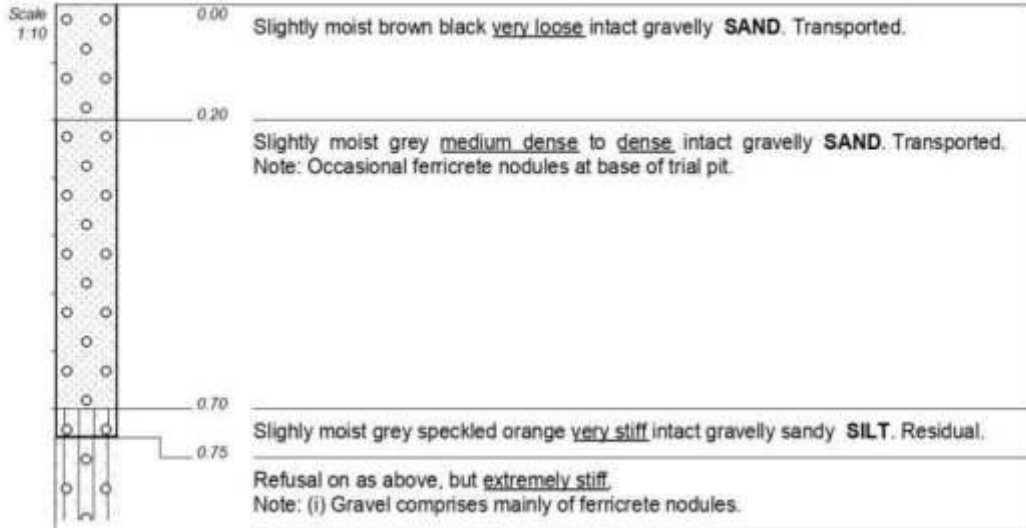 Scale
1:10
0.00
Slightly moist brown black very loose intact gravelly SAND. Transported.
0.20
Slightly moist grey medium dense to dense intact gravelly SAND. Transported.
Note: Occasional ferricrete nodules at base of trial pit.
0.70
Slighly moist grey speckled orange very stiff intact gravelly sandy SILT. Residual.
0.75
Refusal on as above, but extremely stiff.
Note: (i) Gravel comprises mainly of ferricrete nodules.